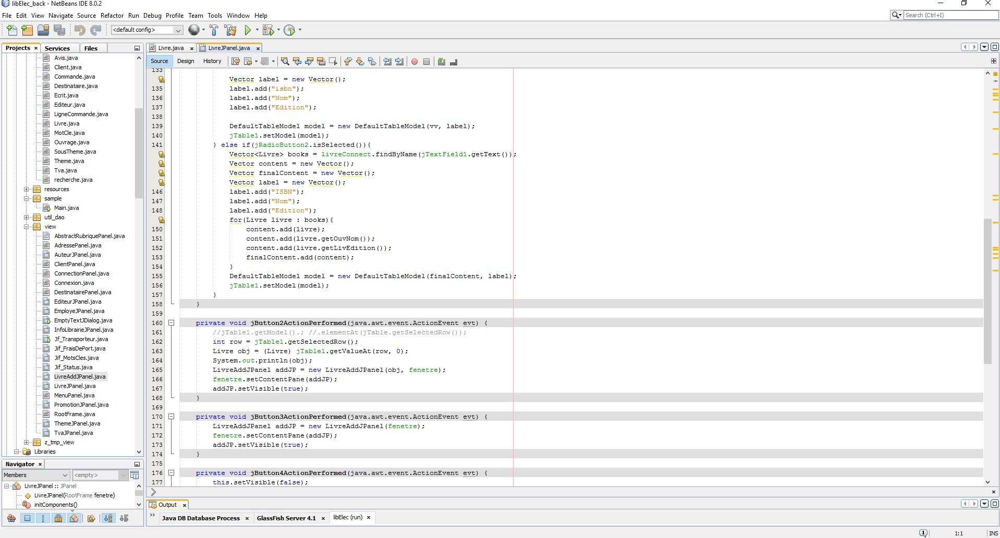 libElec_back - NetBeans IDE 8.0.2
File Edit View Navigate Source Refactor Run Debug Profile Team Tools Window Help
Search (Ctrl+I)
<default config>
Projects Services Files
Avis.java
Client.java
Commande.java
Destinataire.java
Ecrit.java
Editeur.java
LigneCommande.java
Livre.java
MotCle.java
Ouvrage.java
SousTheme.java
Theme.java
Tva.java
recherche.java
resources
sample
Main.java
util_dao
view
AbstractRubriquePanel.java
AdressePanel.java
AuteurJPanel.java
ClientPanel.java
ConnectionPanel.java
Connexion.java
DestinatairePanel.java
EditeurJPanel.java
EmployeJPanel.java
EmptyTextJDialog.java
InfoLibrairieJPanel.java
Jf_Transporteur.java
Jif_FraisDePort.java
Jif_MotsCles.java
Jif_Status.java
LivreAddJPanel.java
LivreJPanel.java
MenuPanel.java
PromotionJPanel.java
RootFrame.java
ThemeJPanel.java
TvaJPanel.java
z_tmp_view
Libraries
Navigator
Members <empty>
LivreJPanel :: JPanel
LivreJPanel(RootFrame fenetre)
initComponents()
Livre.java LivreJPanel.java
Source Design History
133
Vector label = new Vector();
135 label.add("isbn");
136 label.add("Nom");
137 label.add("Edition");
138
139 DefaultTableModel model = new DefaultTableModel(vv, label);
140 jTable1.setModel(model);
141 } else if(jRadioButton2.isSelected()){
Vector<Livre> books = livreConnect.findByName(jTextField1.getText());
Vector content = new Vector();
Vector finalContent = new Vector();
Vector label = new Vector();
146 label.add("ISBN");
147 label.add("Nom");
148 label.add("Edition");
for(Livre livre : books){
150 content.add(livre);
151 content.add(livre.getOuvNom());
152 content.add(livre.getLivEdition());
153 finalContent.add(content);
154 }
155 DefaultTableModel model = new DefaultTableModel(finalContent, label);
156 jTable1.setModel(model);
157 }
158 }
159
160 private void jButton2ActionPerformed(java.awt.event.ActionEvent evt) {
161 //jTable1.getModel().; //.elementAt(jTable.getSelectedRow());
162 int row = jTable1.getSelectedRow();
163 Livre obj = (Livre) jTable1.getValueAt(row, 0);
164 System.out.println(obj);
165 LivreAddJPanel addJP = new LivreAddJPanel(obj, fenetre);
166 fenetre.setContentPane(addJP);
167 addJP.setVisible(true);
168 }
169
170 private void jButton3ActionPerformed(java.awt.event.ActionEvent evt) {
171 LivreAddJPanel addJP = new LivreAddJPanel(fenetre);
172 fenetre.setContentPane(addJP);
173 addJP.setVisible(true);
174 }
175
176 private void jButton4ActionPerformed(java.awt.event.ActionEvent evt) {
177 this.setVisible(false);
Output
Java DB Database Process GlassFish Server 4.1 libElec (run)
1 1:1 INS